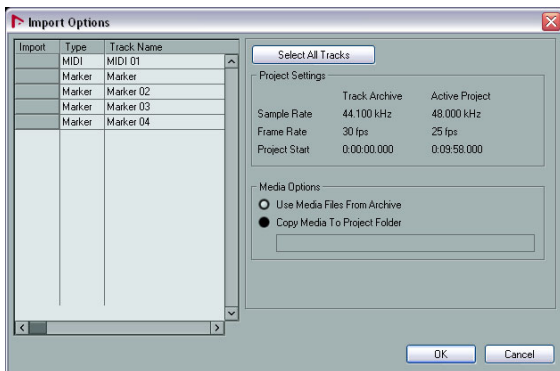 Import Options
Import Type Track Name
MIDI MIDI 01
Marker Marker
Marker Marker 02
Marker Marker 03
Marker Marker 04
Select All Tracks
Project Settings
Track Archive Active Project
Sample Rate 44.100 kHz 48.000 kHz
Frame Rate 30 fps 25 fps
Project Start 0:00:00.000 0:09:58.000
Media Options
Use Media Files From Archive
Copy Media To Project Folder
OK Cancel